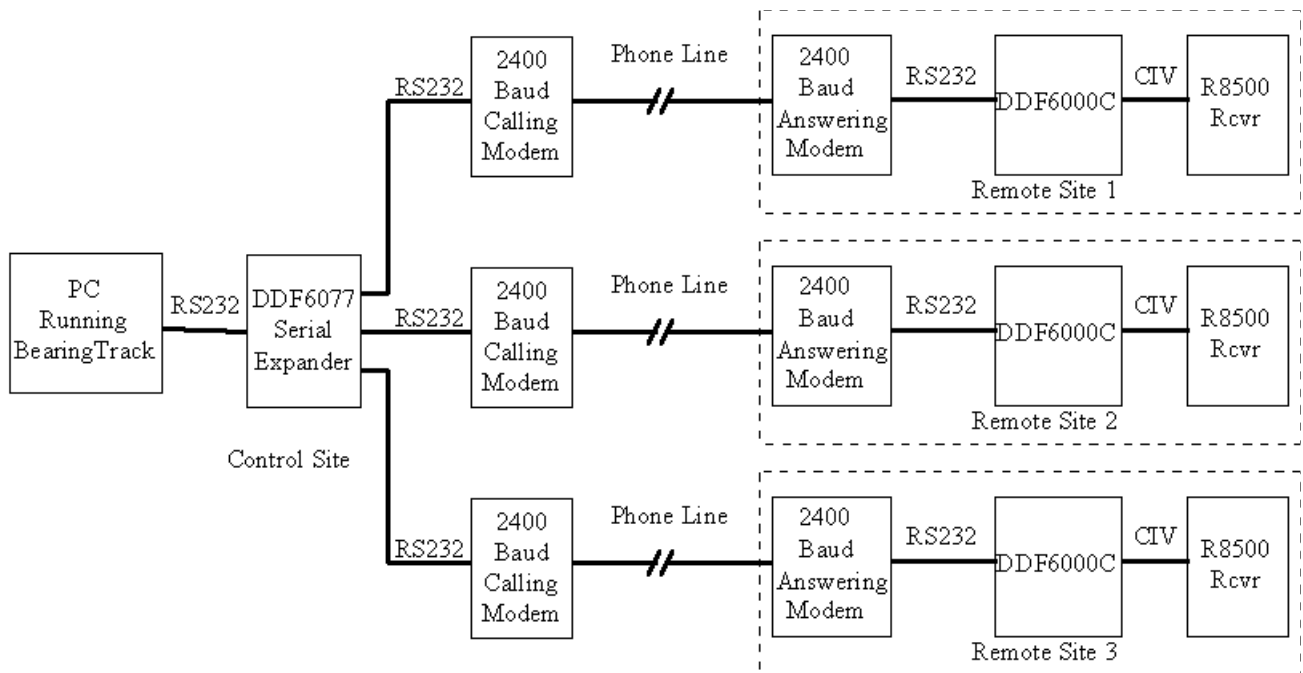 PC
Running
BearingTrack
RS232
DDF6077
Serial
Expander
Control Site
RS232
2400
Baud
Calling
Modem
Phone Line
2400
Baud
Answering
Modem
RS232
DDF6000C
CIV
R8500
Rcvr
Remote Site 1
RS232
2400
Baud
Calling
Modem
Phone Line
2400
Baud
Answering
Modem
RS232
DDF6000C
CIV
R8500
Rcvr
Remote Site 2
RS232
2400
Baud
Calling
Modem
Phone Line
2400
Baud
Answering
Modem
RS232
DDF6000C
CIV
R8500
Rcvr
Remote Site 3